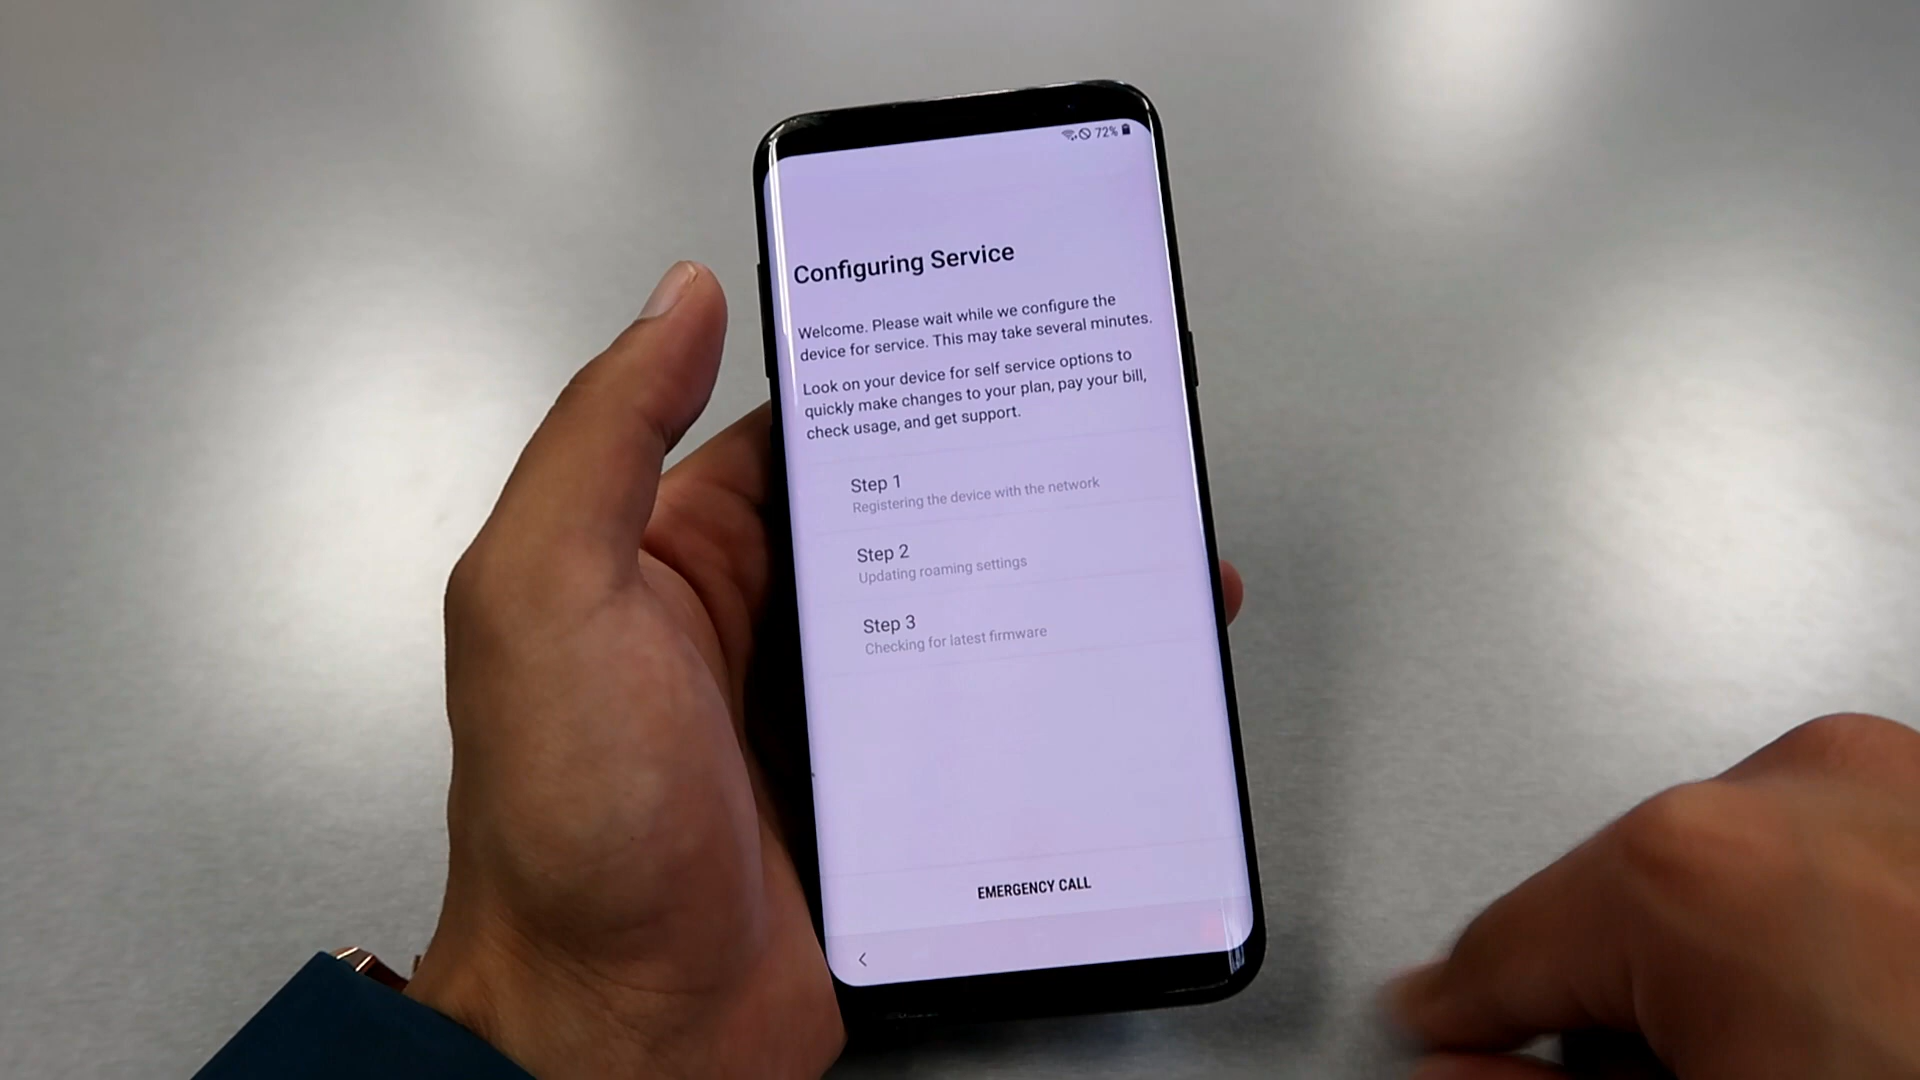 72%
Configuring Service
Welcome. Please wait while we configure the
device for service. This may take several minutes.
Look on your device for self service options to
quickly make changes to your plan, pay your bill,
check usage, and get support.
Step 1
Registering the device with the network
Step 2
Updating roaming settings
Step 3
Checking for latest firmware
EMERGENCY CALL